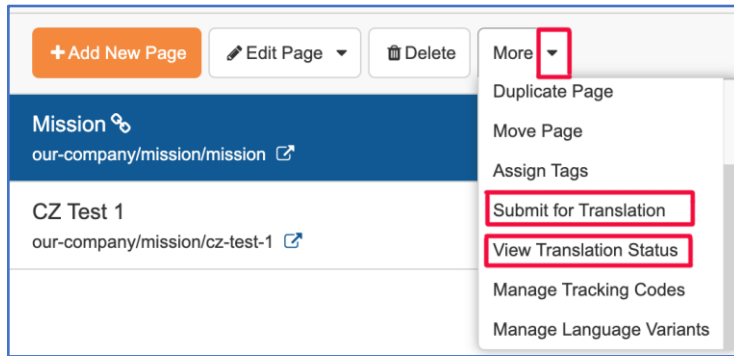 + Add New Page Edit Page Delete More
Duplicate Page
Move Page
Assign Tags
Submit for Translation
View Translation Status
Manage Tracking Codes
Manage Language Variants
Mission
our-company/mission/mission
CZ Test 1
our-company/mission/cz-test-1